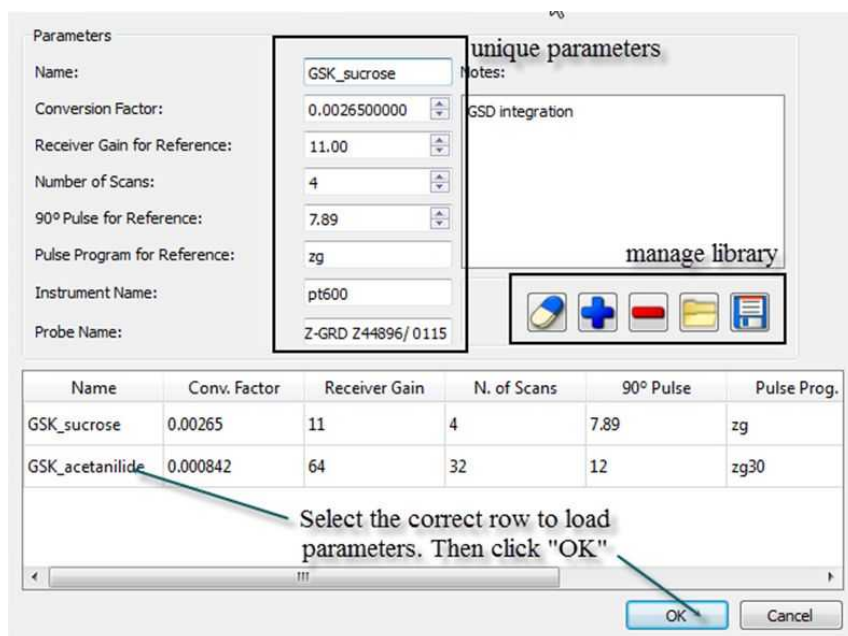 Parameters
unique parameters
Name: GSK_sucrose Notes:
Conversion Factor: 0.0026500000 GSD integration
Receiver Gain for Reference: 11.00
Number of Scans: 4
90º Pulse for Reference: 7.89
Pulse Program for Reference: zg manage library
Instrument Name: pt600
Probe Name: Z-GRD Z44896/ 0115
Name Conv. Factor Receiver Gain N. of Scans 90º Pulse Pulse Prog.
GSK_sucrose 0.00265 11 4 7.89 zg
GSK_acetanilide 0.000842 64 32 12 zg30
Select the correct row to load
parameters. Then click "OK"
OK Cancel